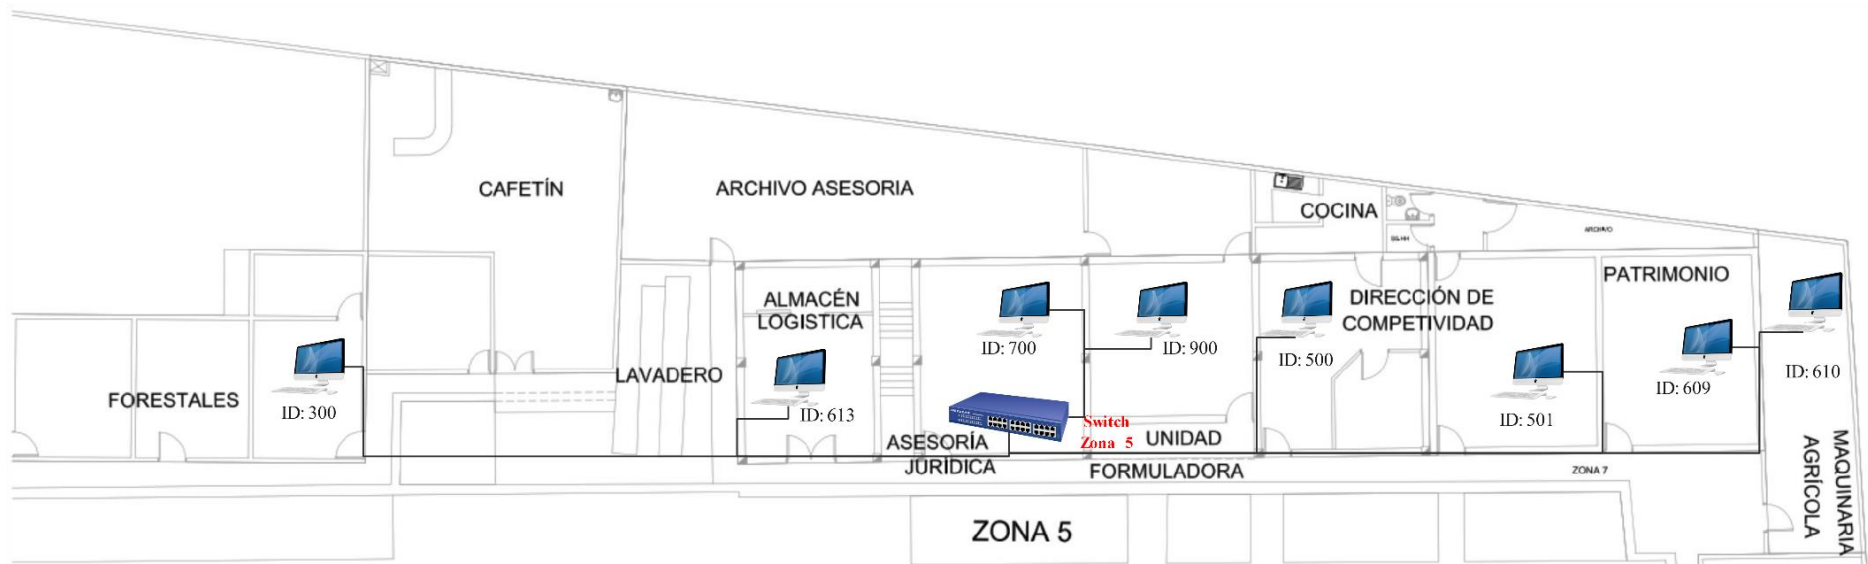 CAFETÍN
ARCHIVO ASESORIA
COCINA
SS.HH
ARCHIVO
PATRIMONIO
ALMACÉN
LOGISTICA
DIRECCIÓN DE
COMPETIVIDAD
ID: 700
ID: 900
ID: 500
ID: 609
ID: 610
LAVADERO
FORESTALES
ID: 300
ID: 613
ID: 501
Switch
Zona 5
ASESORÍA
JURÍDICA
UNIDAD
FORMULADORA
ZONA 7
MAQUINARIA
AGRÍCOLA
ZONA 5